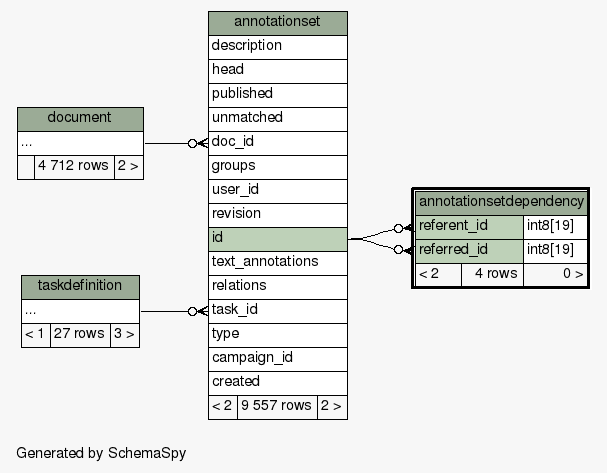 annotationset
description
head
published
unmatched
doc_id
groups
user_id
revision
id
text_annotations
relations
task_id
type
campaign_id
created
< 2 9 557 rows 2 >
document
...
4 712 rows 2 >
taskdefinition
...
< 1 27 rows 3 >
annotationsetdependency
referent_id int8[19]
referred_id int8[19]
< 2 4 rows 0 >
Generated by SchemaSpy